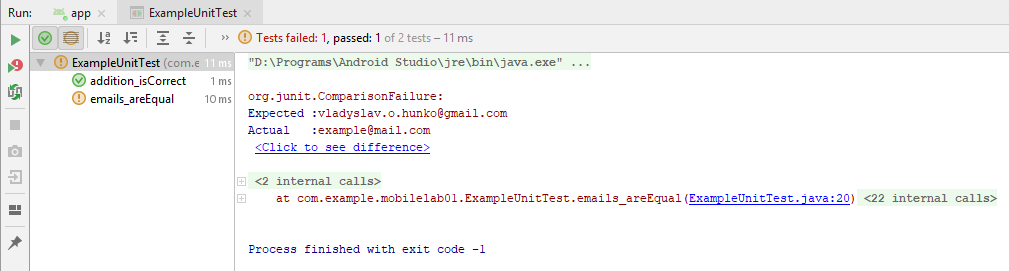 Run: app × ExampleUnitTest ×
» Tests failed: 1, passed: 1 of 2 tests – 11 ms
ExampleUnitTest (com.e 11 ms
addition_isCorrect 1 ms
emails_areEqual 10 ms
"D:\Programs\Android Studio\jre\bin\java.exe" ...
org.junit.ComparisonFailure:
Expected :vladyslav.o.hunko@gmail.com
Actual   :example@mail.com
<Click to see difference>
<2 internal calls>
at com.example.mobilelab01.ExampleUnitTest.emails_areEqual(ExampleUnitTest.java:20) <22 internal calls>
Process finished with exit code -1